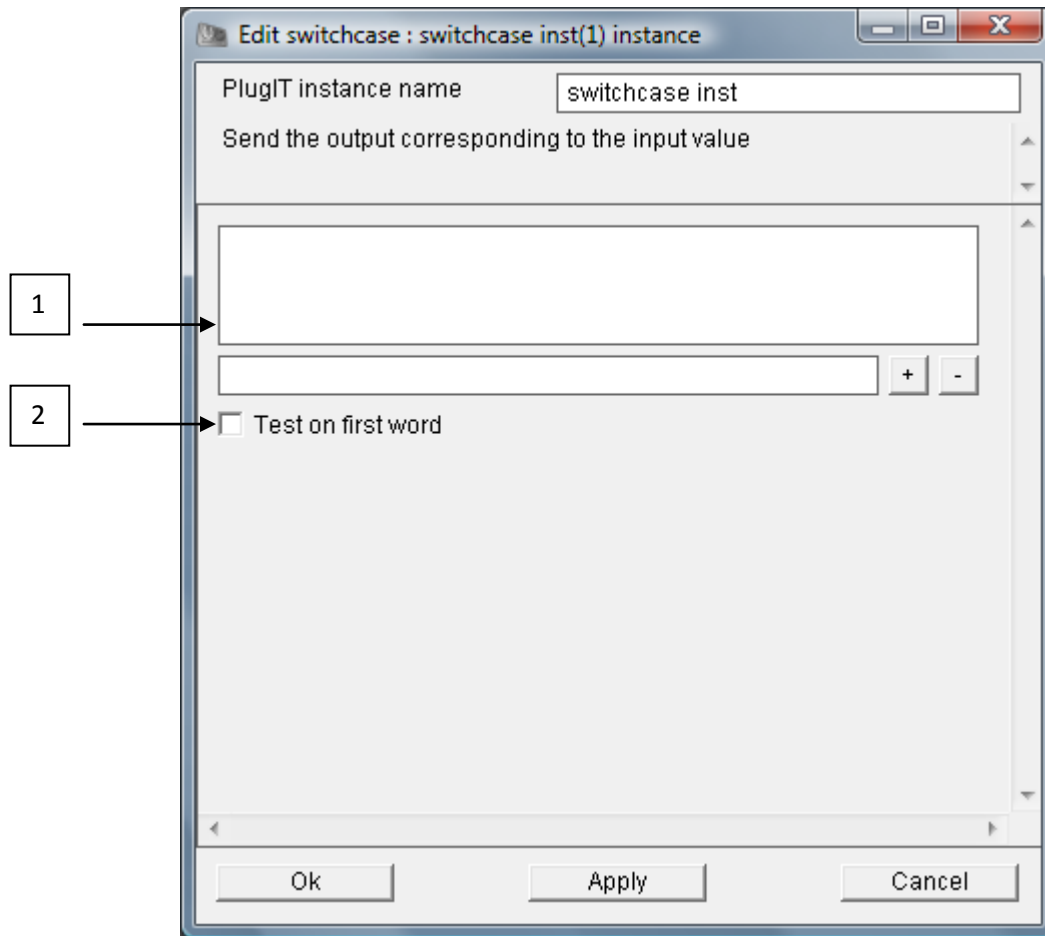 Edit switchcase : switchcase inst(1) instance
PlugIT instance name
switchcase inst
Send the output corresponding to the input value
1
+ -
2
Test on first word
Ok Apply Cancel